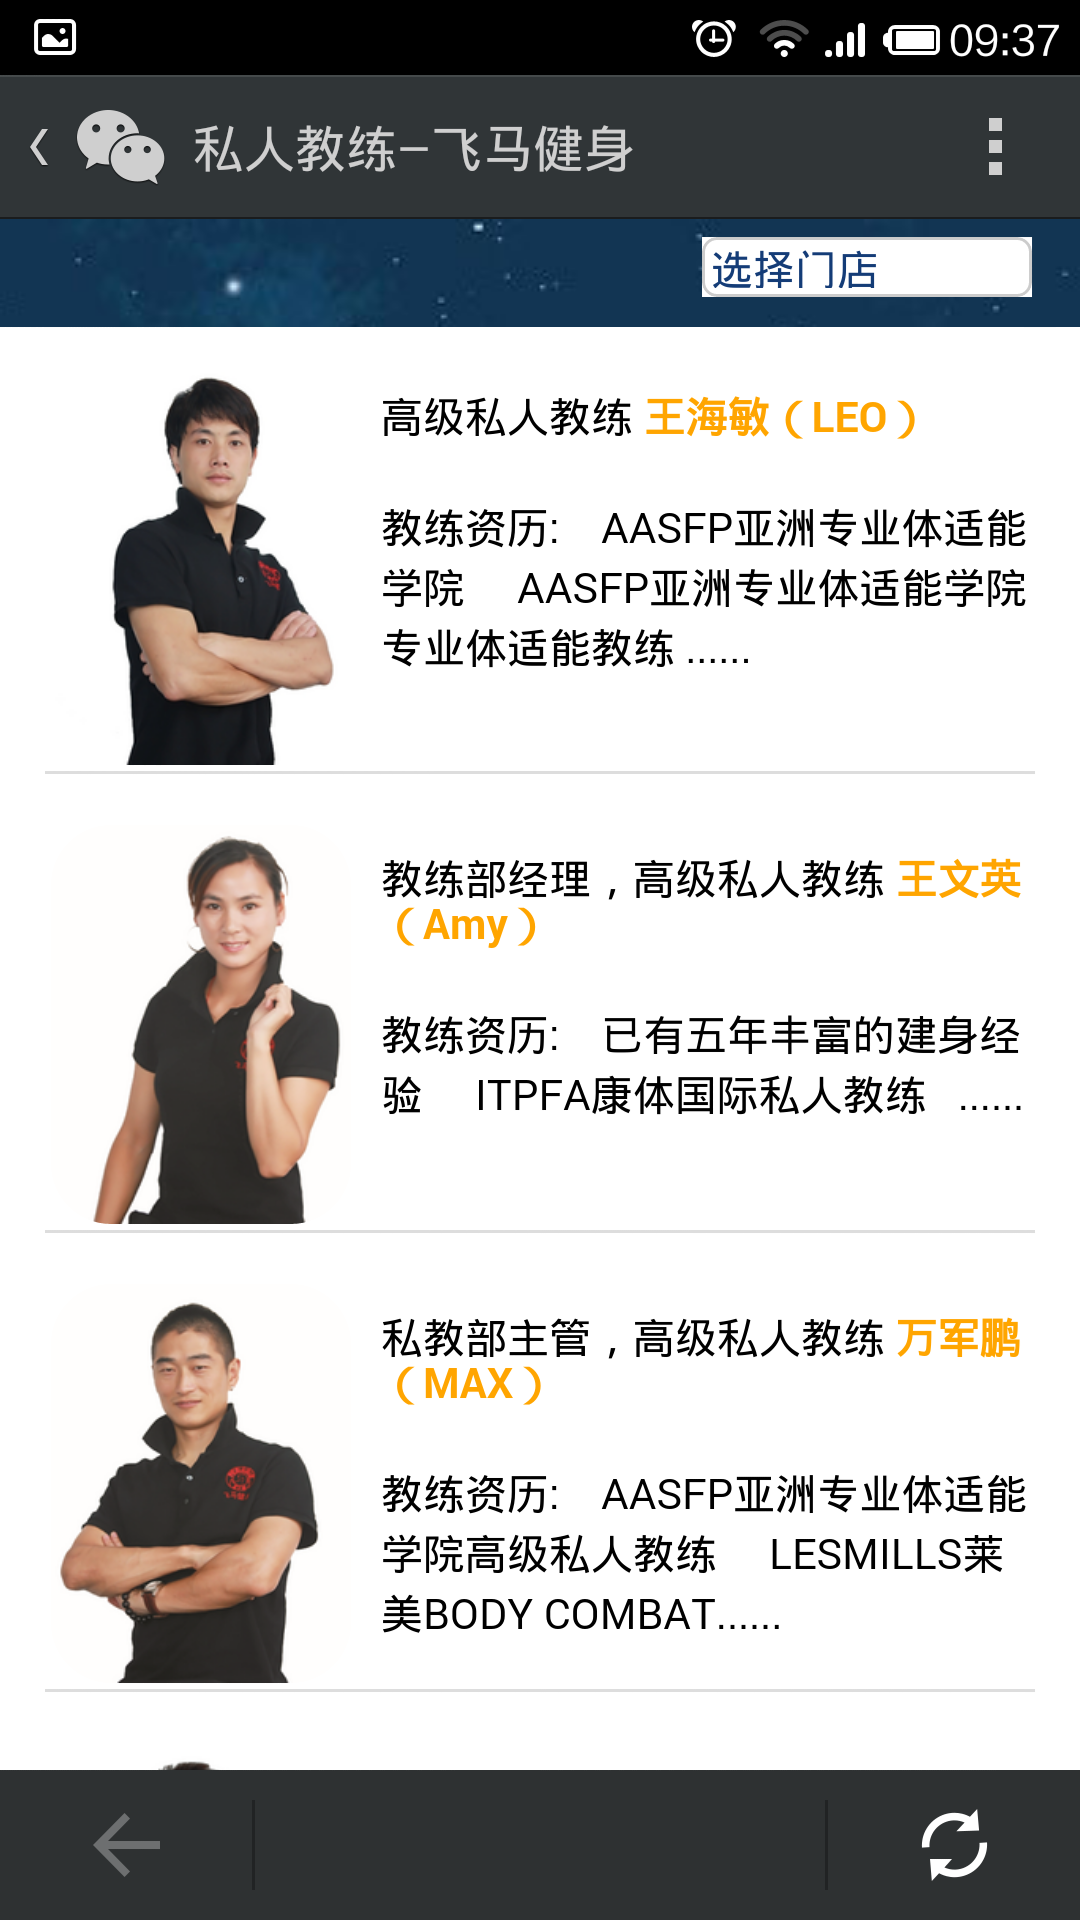 09:37
私人教练-飞马健身
选择门店
高级私人教练 王海敏（LEO）
教练资历: AASFP亚洲专业体适能
学院 AASFP亚洲专业体适能学院
专业体适能教练 ......
教练部经理，高级私人教练 王文英
（Amy）
教练资历: 已有五年丰富的建身经
验 ITPFA康体国际私人教练 ......
私教部主管，高级私人教练 万军鹏
（MAX）
教练资历: AASFP亚洲专业体适能
学院高级私人教练 LESMILLS莱
美BODY COMBAT......